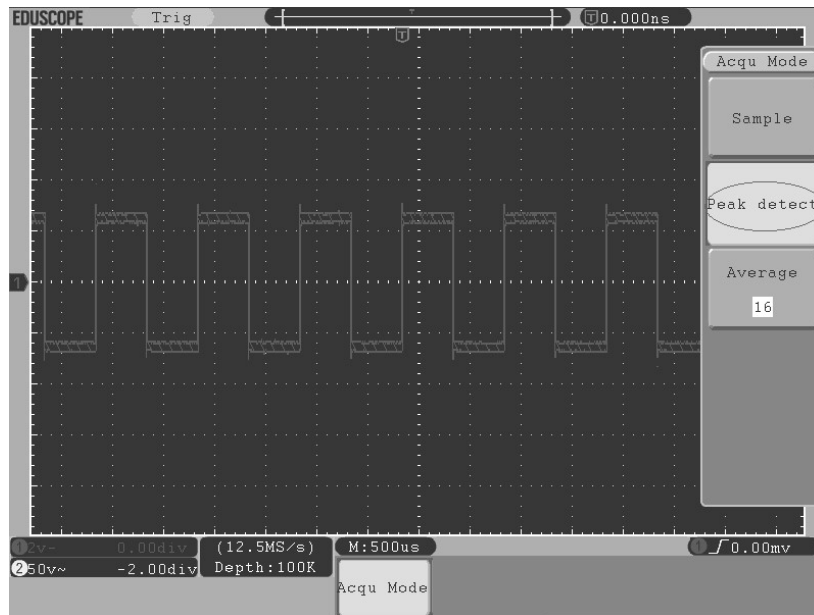 EDUSCOPE Trig T T 0.000ns
T
Acqu Mode
Sample
Peak detect
Average
16
1
1 2v~ 0.00div (12.5MS/s) M:500us 1 0.00mv
2 50v~ -2.00div Depth:100K
Acqu Mode